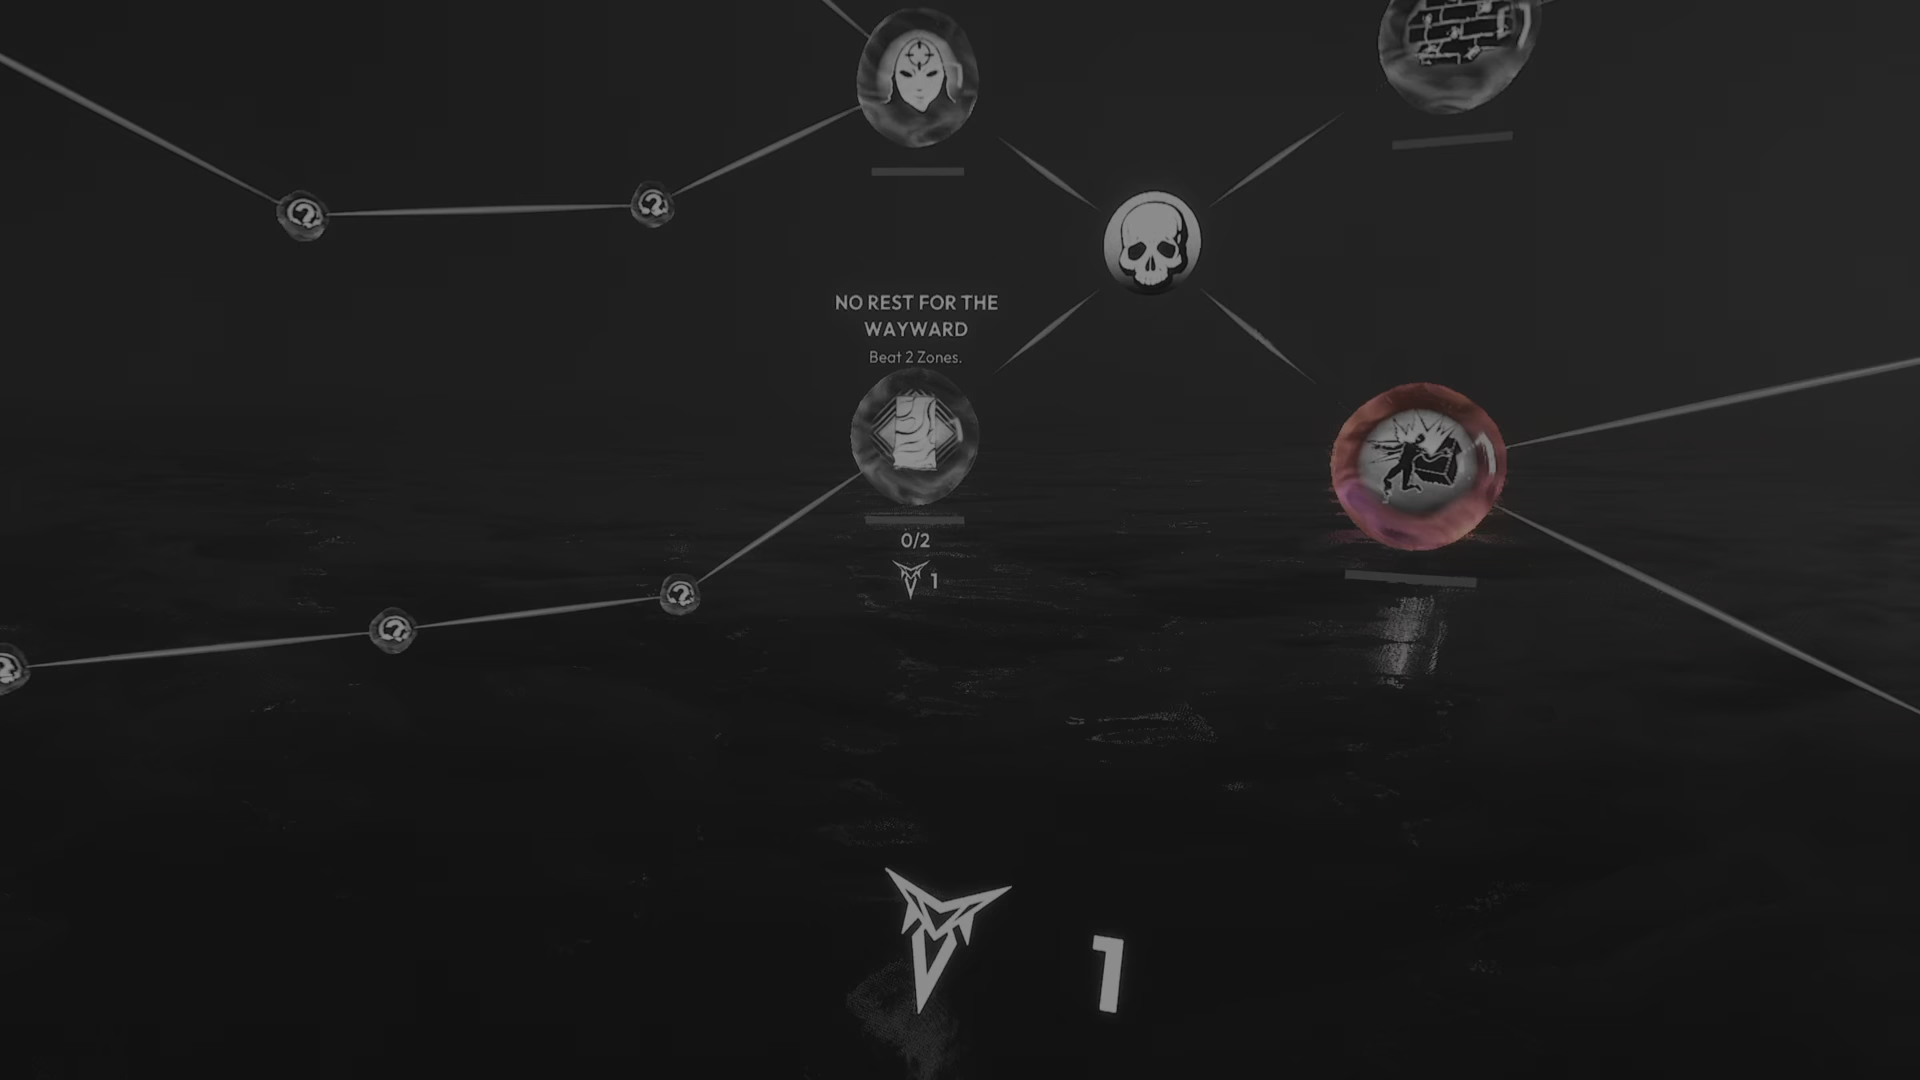 NO REST FOR THE
WAYWARD
Beat 2 Zones.
0/2
1
1